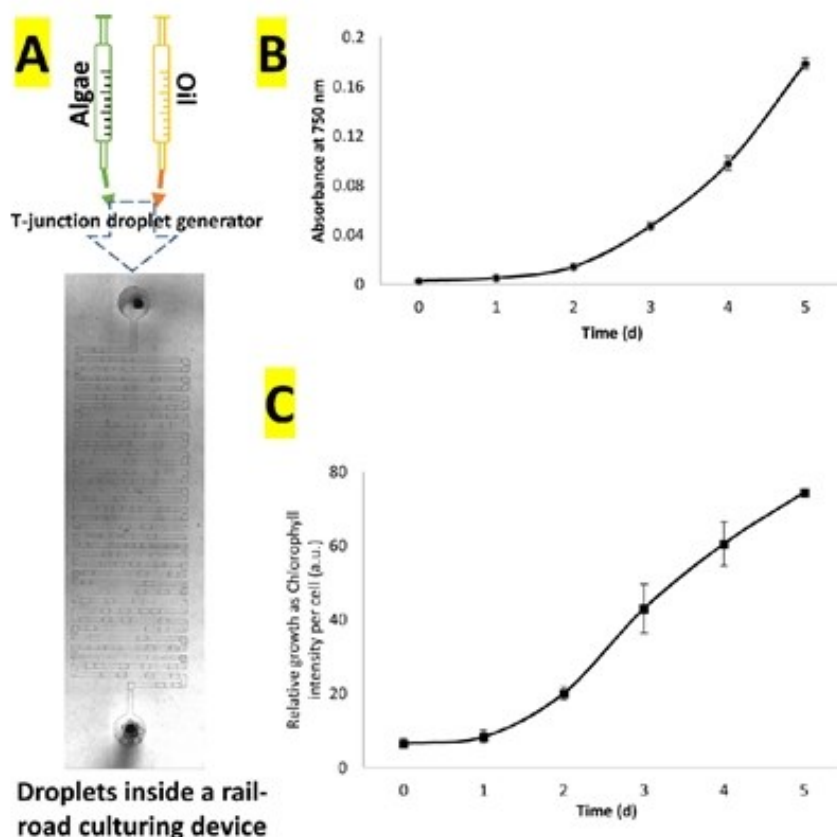 A
Algae
Oil
T-junction droplet generator
Droplets inside a rail-
road culturing device
B
Absorbance at 750 nm
0.2
0.16
0.12
0.08
0.04
0
0 1 2 3 4 5
Time (d)
C
Relative growth as Chlorophyll
intensity per cell (a.u.)
80
60
40
20
0
0 1 2 3 4 5
Time (d)